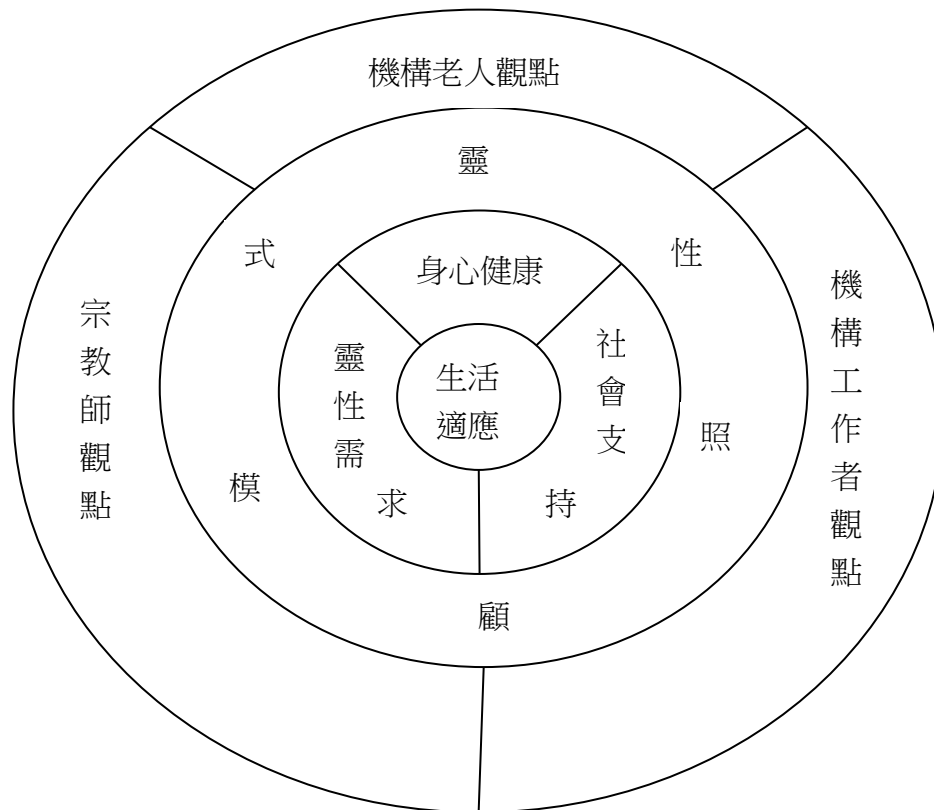 機構老人觀點
靈性照顧模式
身心健康
社會支持
靈性需求
生活
適應
宗教師觀點
機構工作者觀點